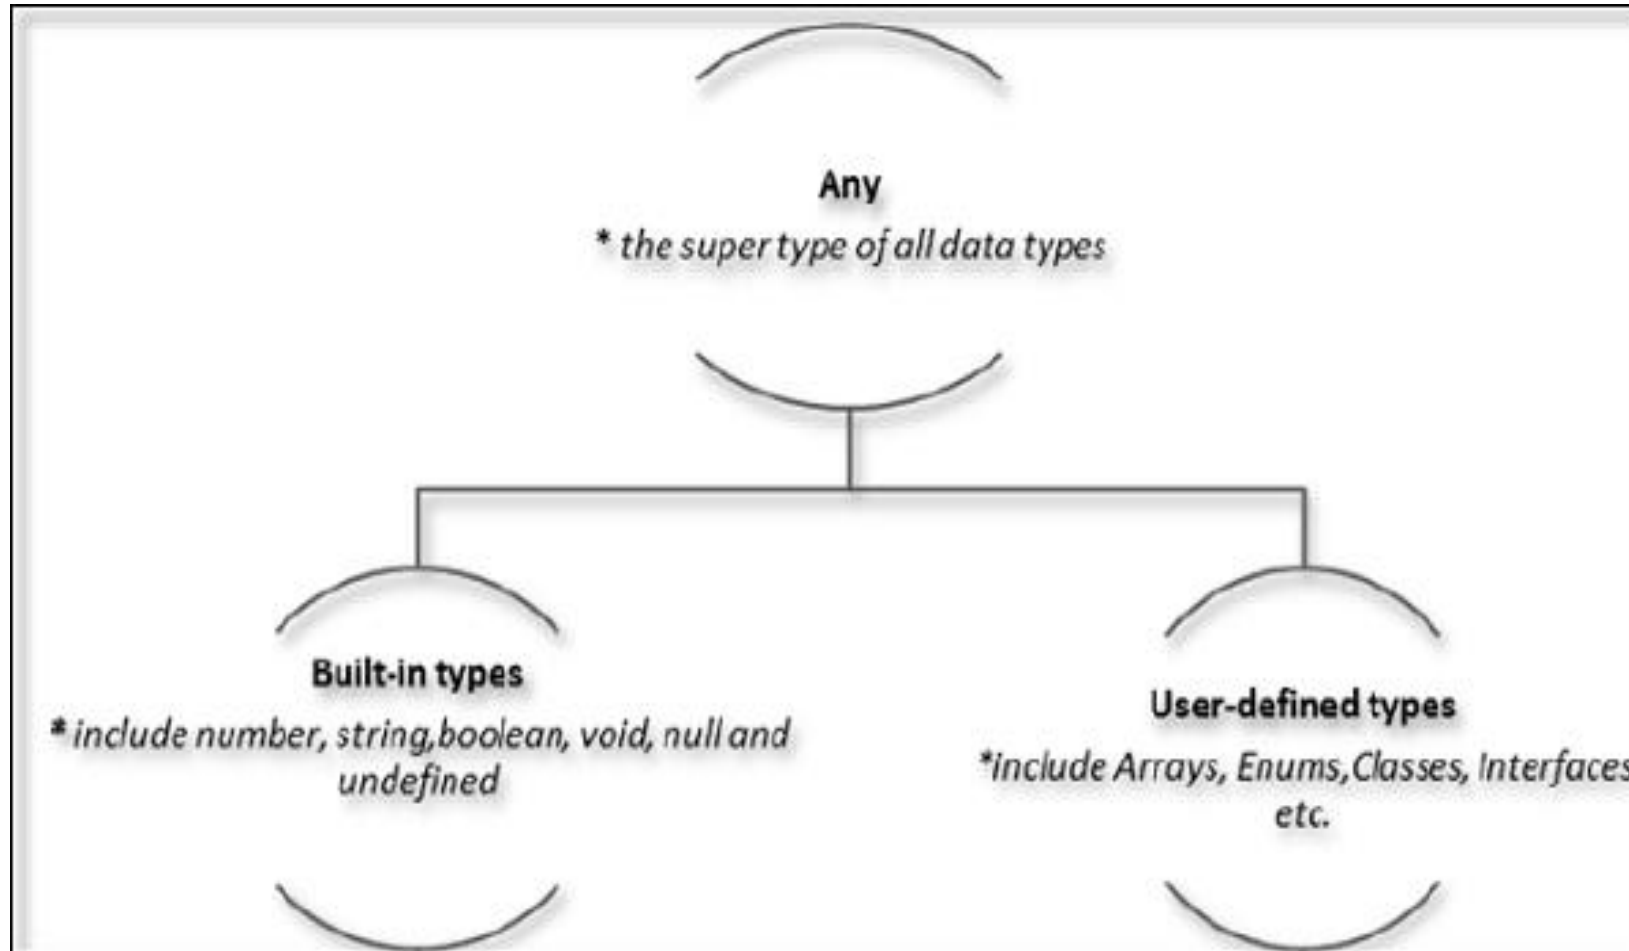 Any
* the super type of all data types
Built-in types
* include number, string,boolean, void, null and
undefined
User-defined types
*include Arrays, Enums,Classes, Interfaces
etc.